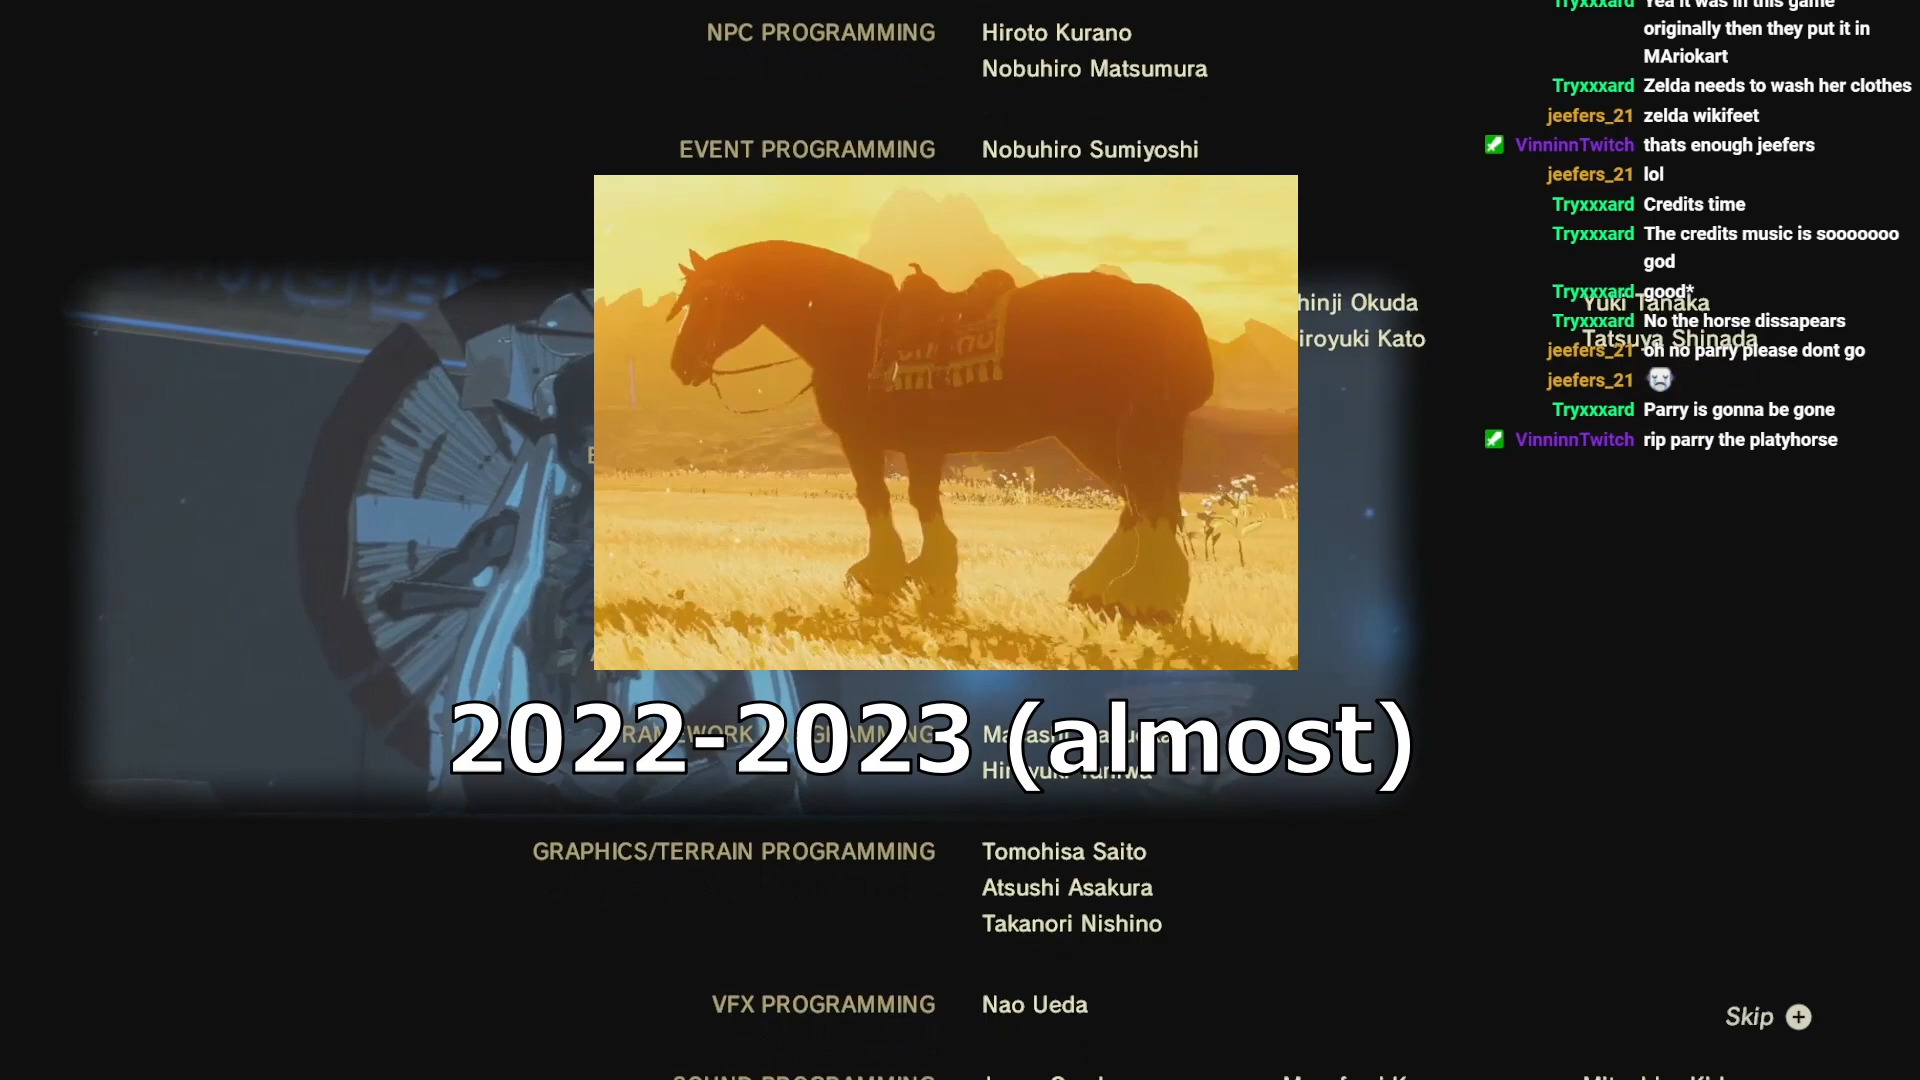 NPC PROGRAMMING Hiroto Kurano
Nobuhiro Matsumura
EVENT PROGRAMMING Nobuhiro Sumiyoshi
hinji Okuda Yuki Tanaka
iroyuki Kato Tatsuya Shinada
2022-2023 (almost)
GRAPHICS/TERRAIN PROGRAMMING Tomohisa Saito
Atsushi Asakura
Takanori Nishino
VFX PROGRAMMING Nao Ueda
Skip +
SOUND PROGRAMMING
Tryxxxard Yea it was in this game
originally then they put it in
MAriokart
Tryxxxard Zelda needs to wash her clothes
jeefers_21 zelda wikifeet
VinninnTwitch thats enough jeefers
jeefers_21 lol
Tryxxxard Credits time
Tryxxxard The credits music is sooooooo
god
Tryxxxard good*
Tryxxxard No the horse dissapears
jeefers_21 oh no parry please dont go
jeefers_21
Tryxxxard Parry is gonna be gone
VinninnTwitch rip parry the platyhorse